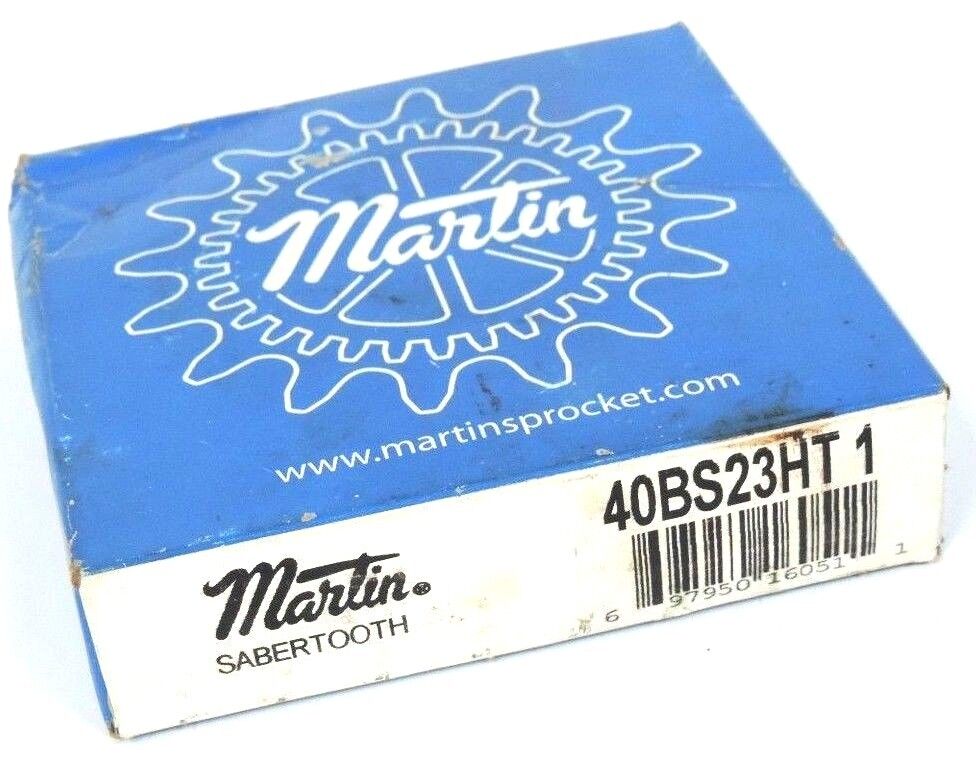 Martin
www.martinsprocket.com
40BS23HT 1
6 97950 16051 1
Martin®
SABERTOOTH